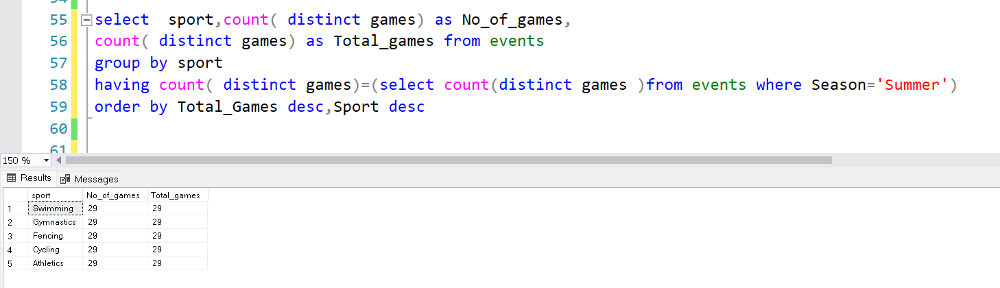 54
55 select  sport,count( distinct games) as No_of_games,
56 count( distinct games) as Total_games from events
57 group by sport
58 having count( distinct games)=(select count(distinct games )from events where Season='Summer')
59 order by Total_Games desc,Sport desc
60
61
150 %
Results Messages
sport No_of_games Total_games
1 Swimming 29 29
2 Gymnastics 29 29
3 Fencing 29 29
4 Cycling 29 29
5 Athletics 29 29